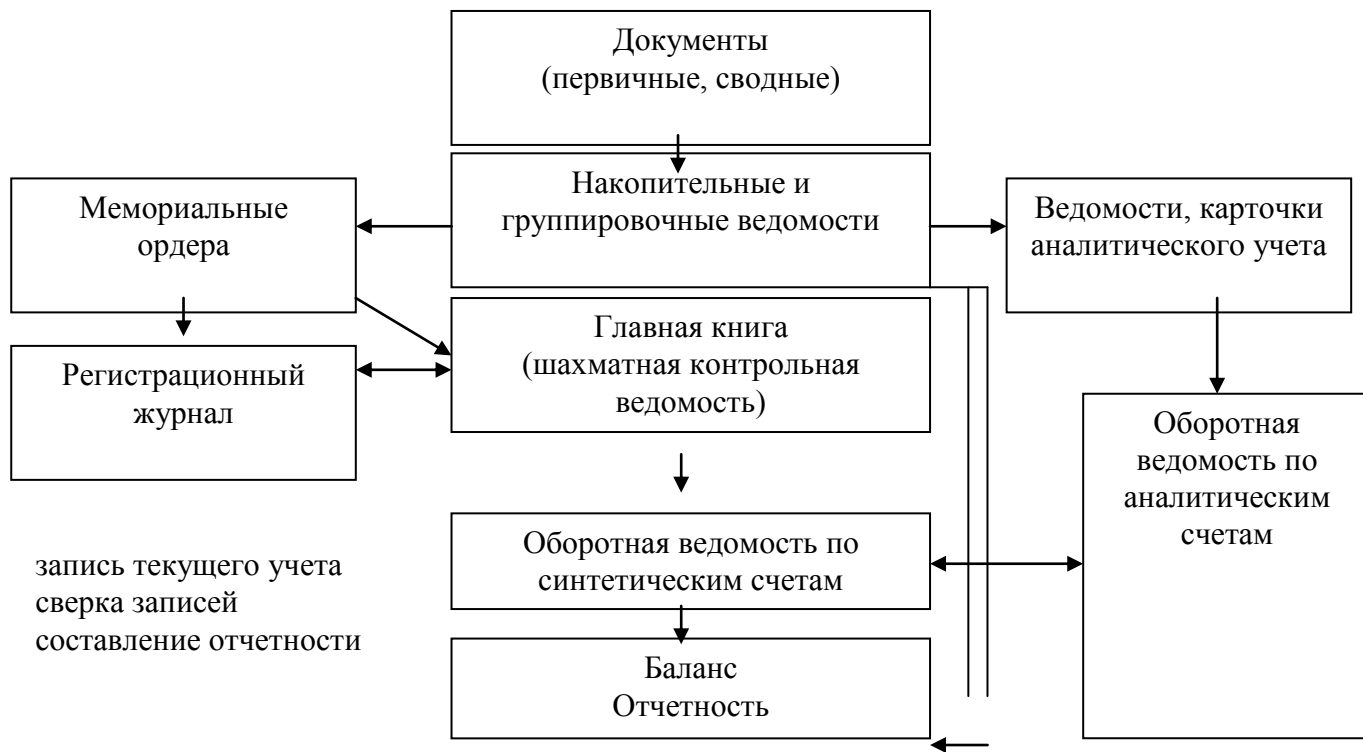 Документы
(первичные, сводные)
Накопительные и
группировочные ведомости
Мемориальные
ордера
Ведомости, карточки
аналитического учета
Главная книга
(шахматная контрольная
ведомость)
Регистрационный
журнал
Оборотная
ведомость по
аналитическим
счетам
Оборотная ведомость по
синтетическим счетам
запись текущего учета
сверка записей
составление отчетности
Баланс
Отчетность